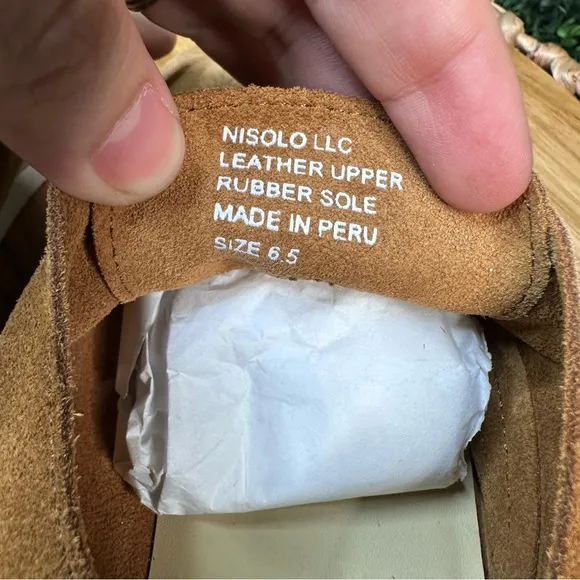 NISOLO LLC
LEATHER UPPER
RUBBER SOLE
MADE IN PERU
SIZE 6.5